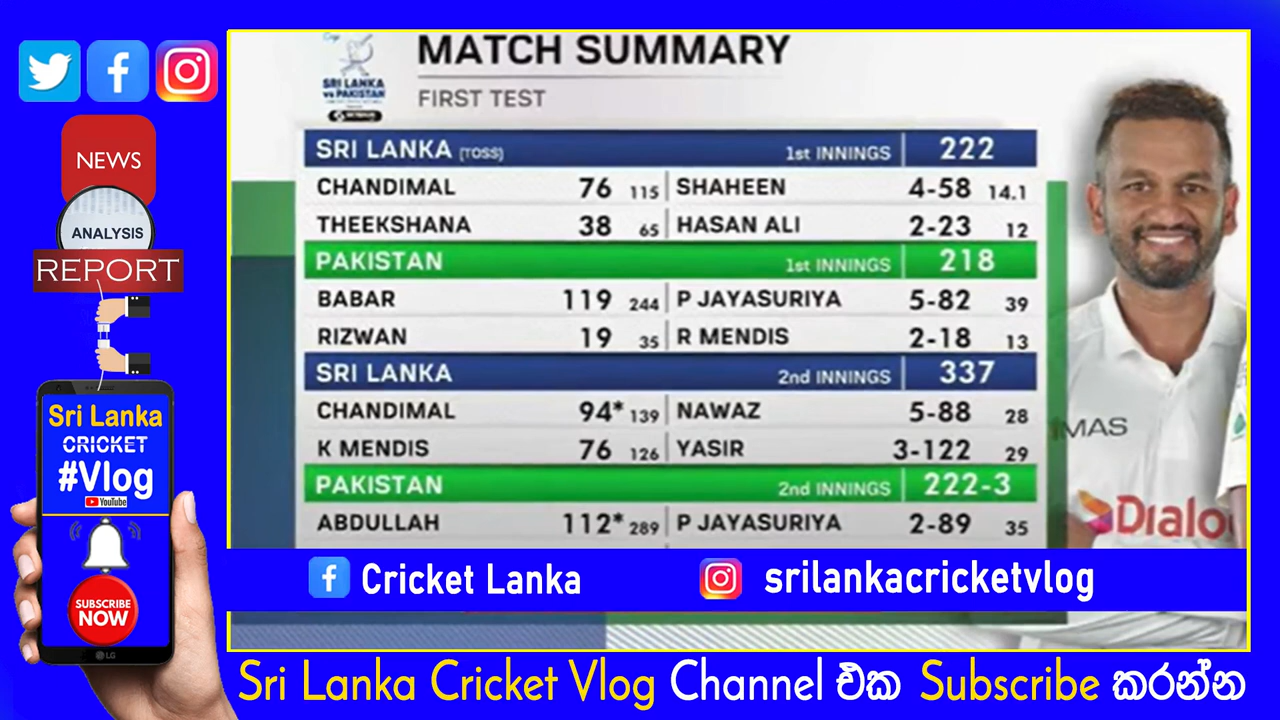 NEWS
ANALYSIS
REPORT
Sri Lanka
CRICKET
#Vlog
YouTube
SUBSCRIBE
NOW
LG
SRI LANKA
vs PAKISTAN
MATCH SUMMARY
FIRST TEST
SRI LANKA (TOSS) 1st INNINGS 222
CHANDIMAL 76 115 SHAHEEN 4-58 14.1
THEEKSHANA 38 65 HASAN ALI 2-23 12
PAKISTAN 1st INNINGS 218
BABAR 119 244 P JAYASURIYA 5-82 39
RIZWAN 19 35 R MENDIS 2-18 13
SRI LANKA 2nd INNINGS 337
CHANDIMAL 94* 139 NAWAZ 5-88 28
K MENDIS 76 126 YASIR 3-122 29
PAKISTAN 2nd INNINGS 222-3
ABDULLAH 112* 289 P JAYASURIYA 2-89 35
MAS
Dialo
Cricket Lanka
srilankacricketvlog
Sri Lanka Cricket Vlog Channel එක Subscribe කරන්න